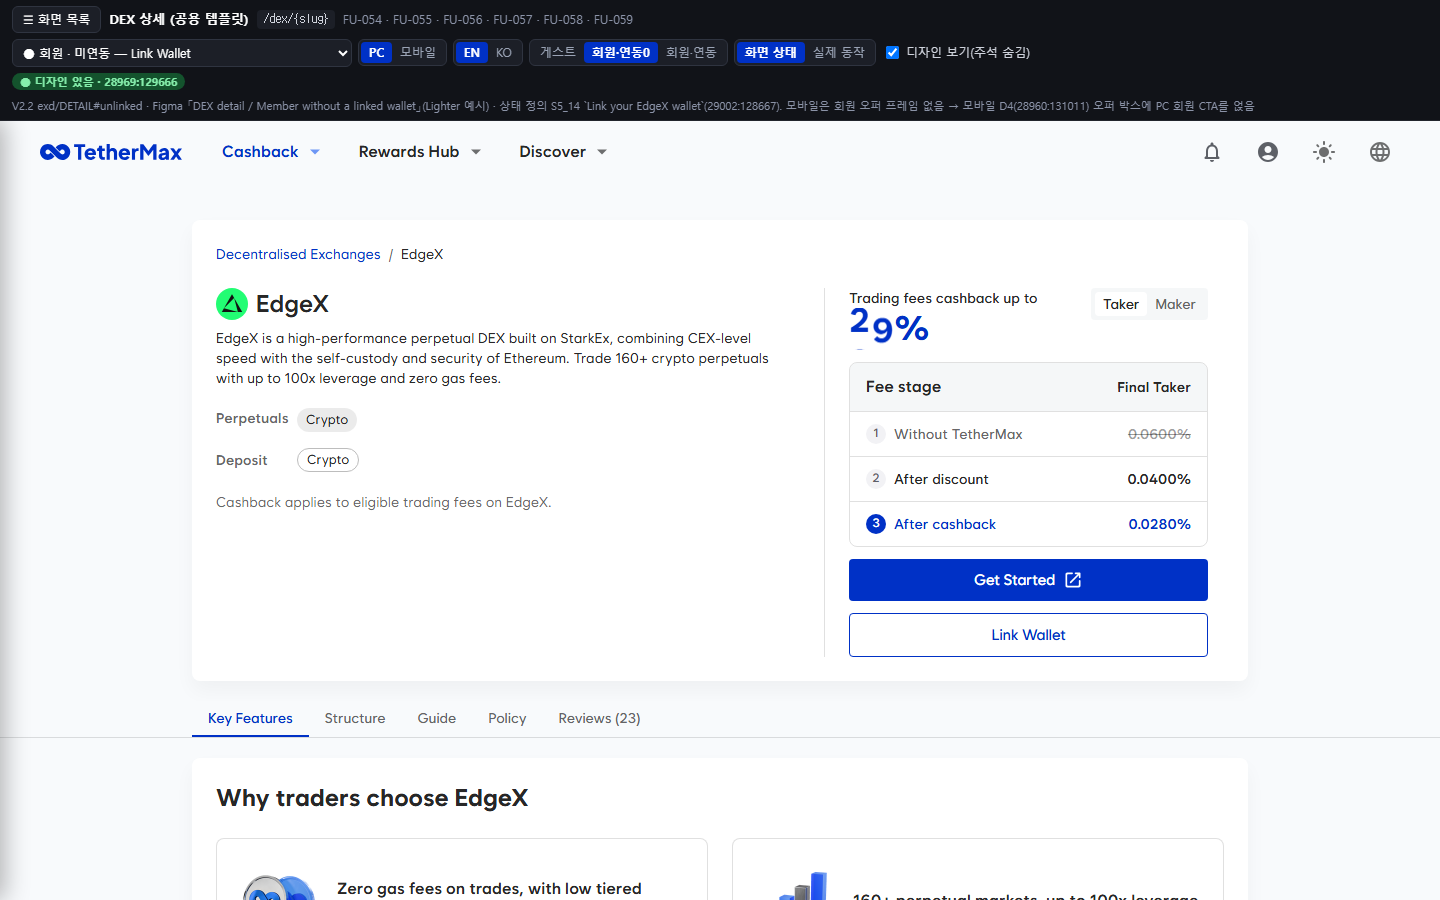 ☰ 화면 목록 DEX 상세 (공용 템플릿) /dex/{slug} FU-054 · FU-055 · FU-056 · FU-057 · FU-058 · FU-059
● 회원 · 미연동 — Link Wallet PC 모바일 EN KO 게스트 회원·연동0 회원·연동 화면 상태 실제 동작 디자인 보기(주석 숨김)
● 디자인 있음 · 28969:129666
V2.2 exd/DETAIL#unlinked · Figma 「DEX detail / Member without a linked wallet」(Lighter 예시) · 상태 정의 S5_14 `Link your EdgeX wallet`(29002:128667). 모바일은 회원 오퍼 프레임 없음 → 모바일 D4(28960:131011) 오퍼 박스에 PC 회원 CTA를 얹음
TetherMax Cashback Rewards Hub Discover
Decentralised Exchanges / EdgeX
EdgeX
EdgeX is a high-performance perpetual DEX built on StarkEx, combining CEX-level
speed with the self-custody and security of Ethereum. Trade 160+ crypto perpetuals
with up to 100x leverage and zero gas fees.
Perpetuals Crypto
Deposit Crypto
Cashback applies to eligible trading fees on EdgeX.
Trading fees cashback up to
29%
Taker Maker
Fee stage Final Taker
1 Without TetherMax 0.0600%
2 After discount 0.0400%
3 After cashback 0.0280%
Get Started
Link Wallet
Key Features Structure Guide Policy Reviews (23)
Why traders choose EdgeX
Zero gas fees on trades, with low tiered
160+ perpetual markets, up to 100x leverage